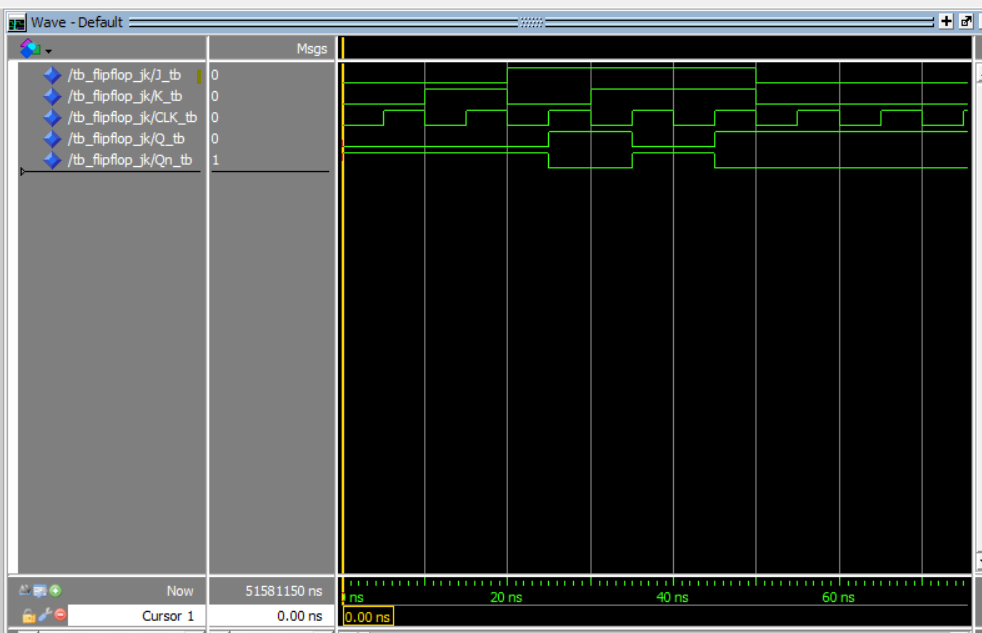 Wave - Default
Msgs
/tb_flipflop_jk/J_tb 0
/tb_flipflop_jk/K_tb 0
/tb_flipflop_jk/CLK_tb 0
/tb_flipflop_jk/Q_tb 0
/tb_flipflop_jk/Qn_tb 1
Now 51581150 ns ns 20 ns 40 ns 60 ns
Cursor 1 0.00 ns 0.00 ns